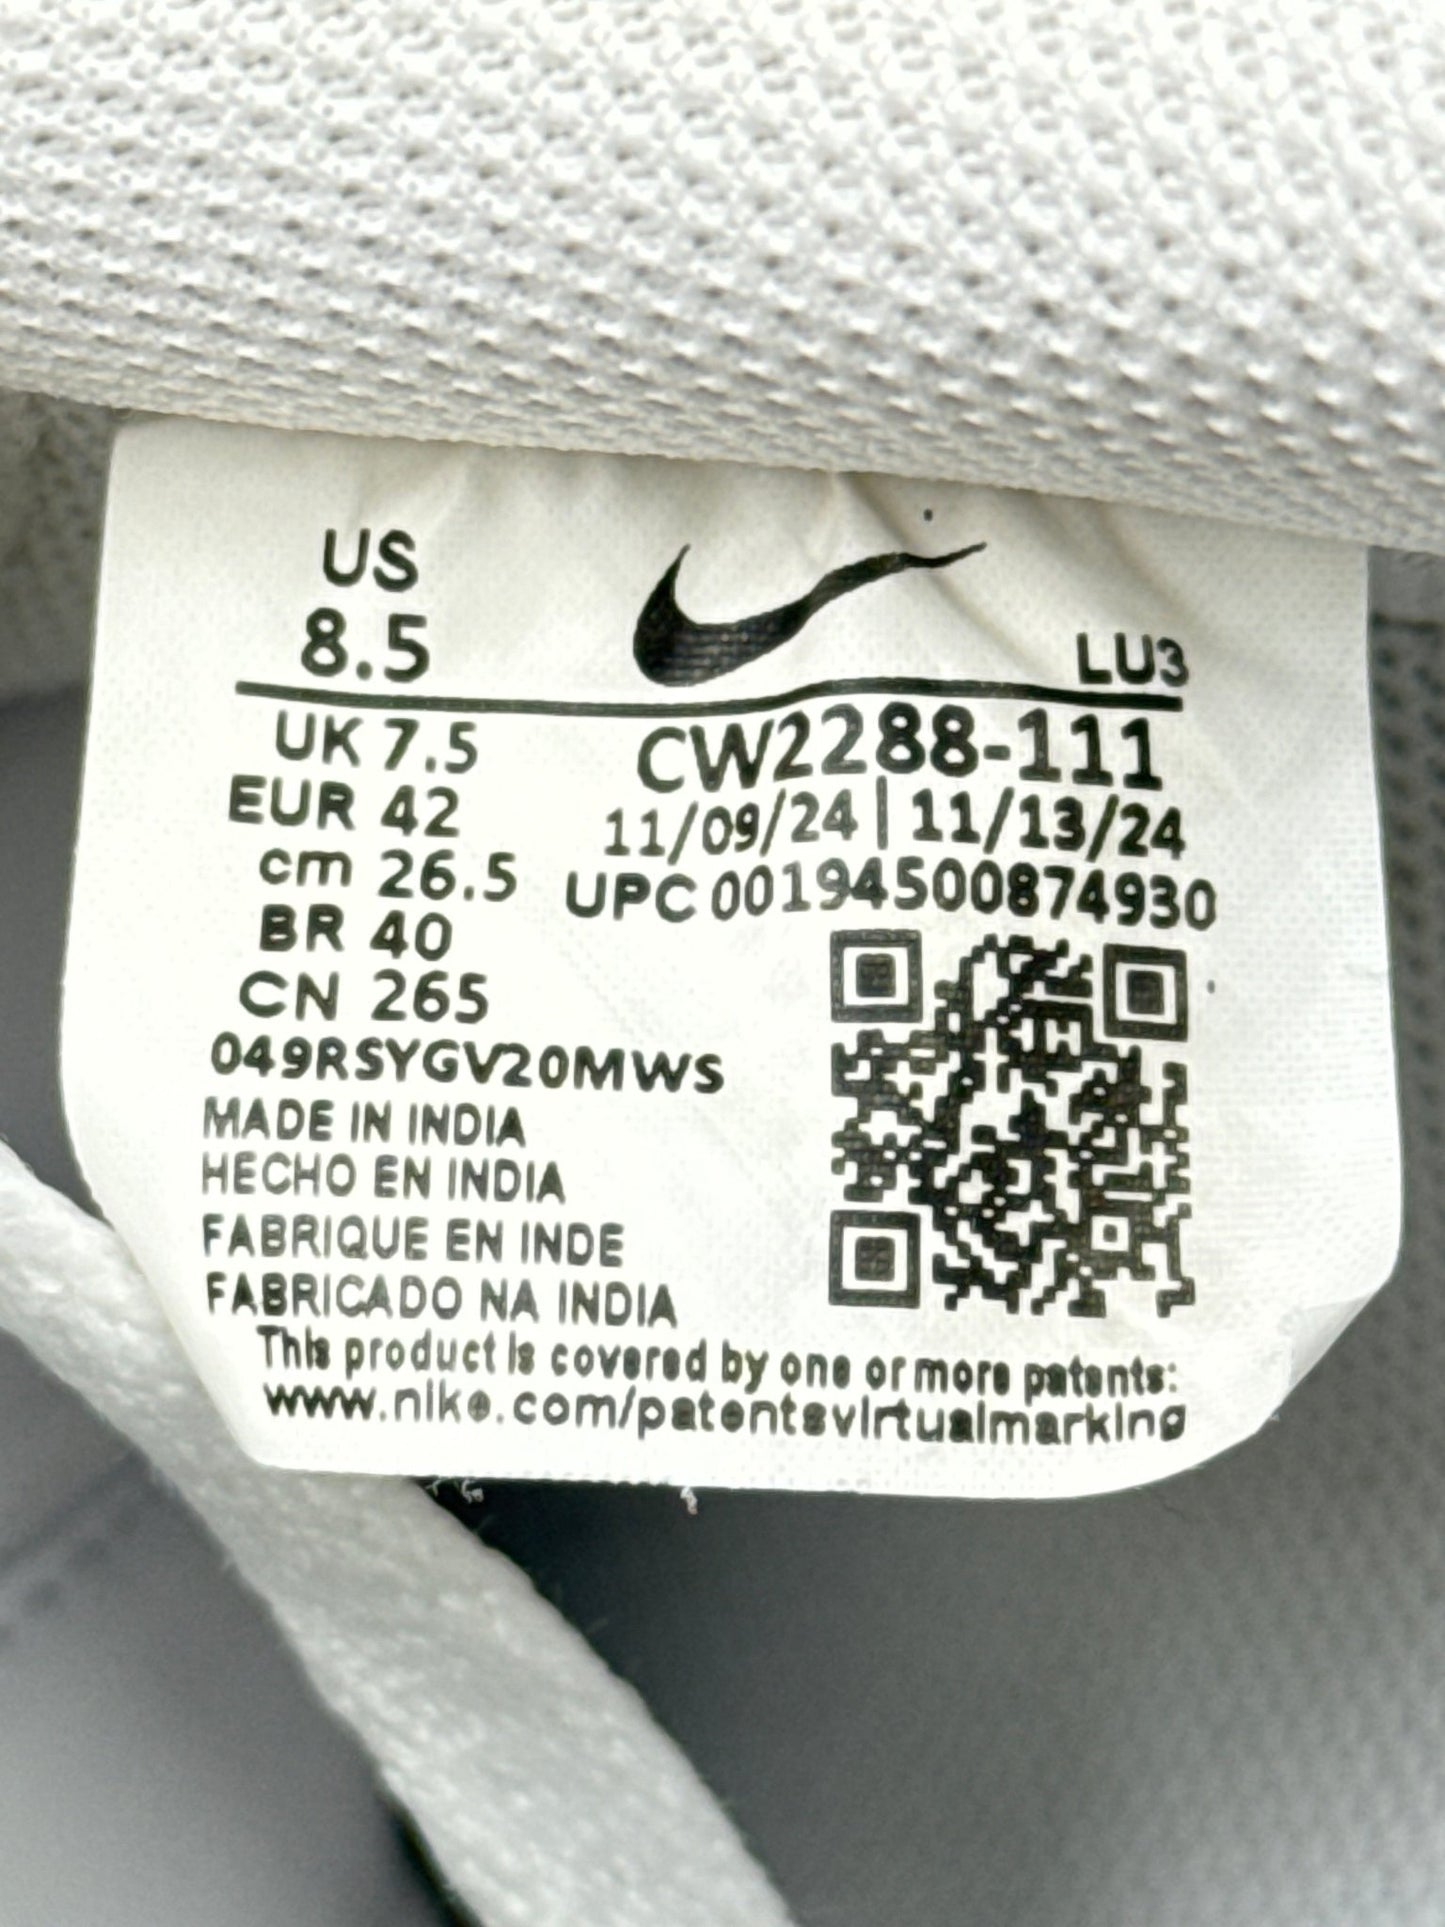 US
8.5
LU3
UK 7.5
CW2288-111
EUR 42
11/09/24 | 11/13/24
cm 26.5
UPC 00194500874930
BR 40
CN 265
049RSYGV20MWS
MADE IN INDIA
HECHO EN INDIA
FABRIQUE EN INDE
FABRICADO NA INDIA
This product is covered by one or more patents:
www.nike.com/patentsvirtualmarking